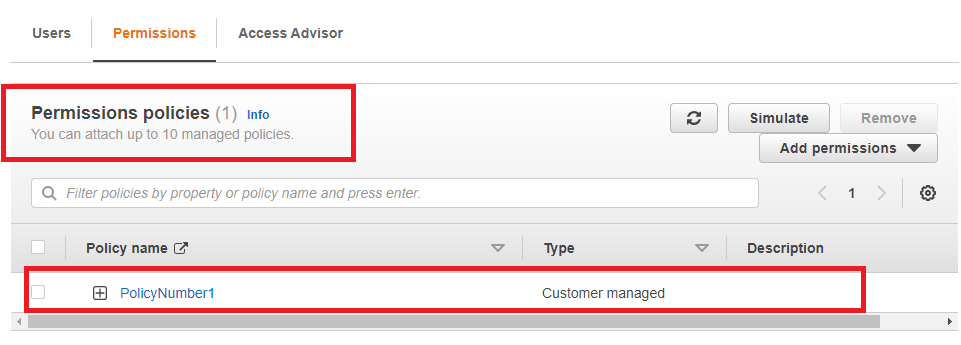 Users Permissions Access Advisor
Permissions policies (1) Info
You can attach up to 10 managed policies.
Simulate Remove
Add permissions
Filter policies by property or policy name and press enter.
1
Policy name Type Description
PolicyNumber1 Customer managed